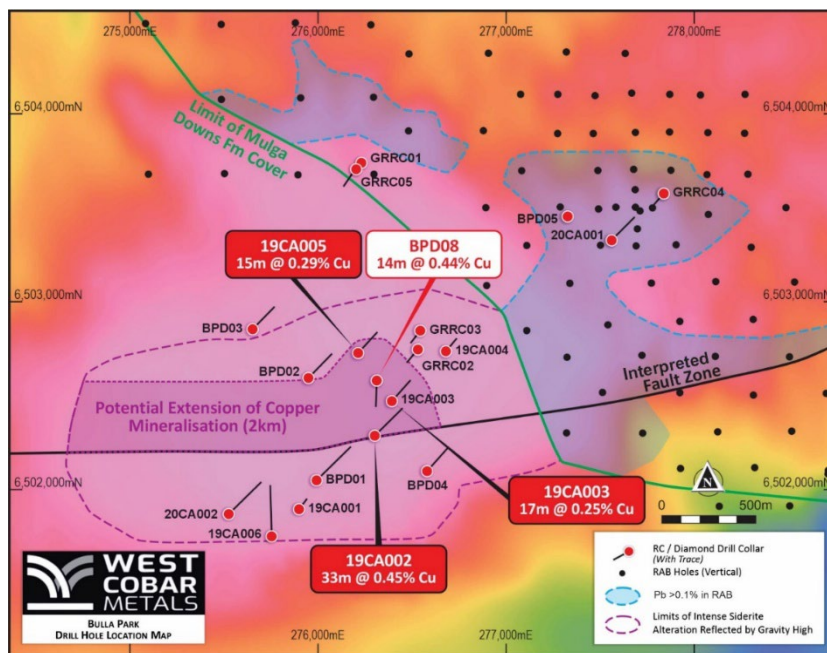 275,000mE
276,000mE
277,000mE
278,000mE
6,504,000mN
6,504,000mN
Limit of Mulga
Downs Fm Cover
GRRC01
GRRC05
GRRC04
BPD05
20CA001
19CA005
15m @ 0.29% Cu
BPD08
14m @ 0.44% Cu
6,503,000mN
6,503,000mN
BPD03
GRRC03
19CA004
GRRC02
BPD02
Interpreted
Fault Zone
19CA003
Potential Extension of Copper
Mineralisation (2km)
6,502,000mN
6,502,000mN
BPD01
BPD04
N
19CA003
17m @ 0.25% Cu
0
500m
20CA002
19CA001
19CA006
19CA002
33m @ 0.45% Cu
WEST
COBAR
METALS
BULLA PARK
DRILL HOLE LOCATION MAP
RC / Diamond Drill Collar
(With Trace)
RAB Holes (Vertical)
Pb >0.1% in RAB
Limits of Intense Siderite
Alteration Reflected by Gravity High
276,000mE
277,000mE